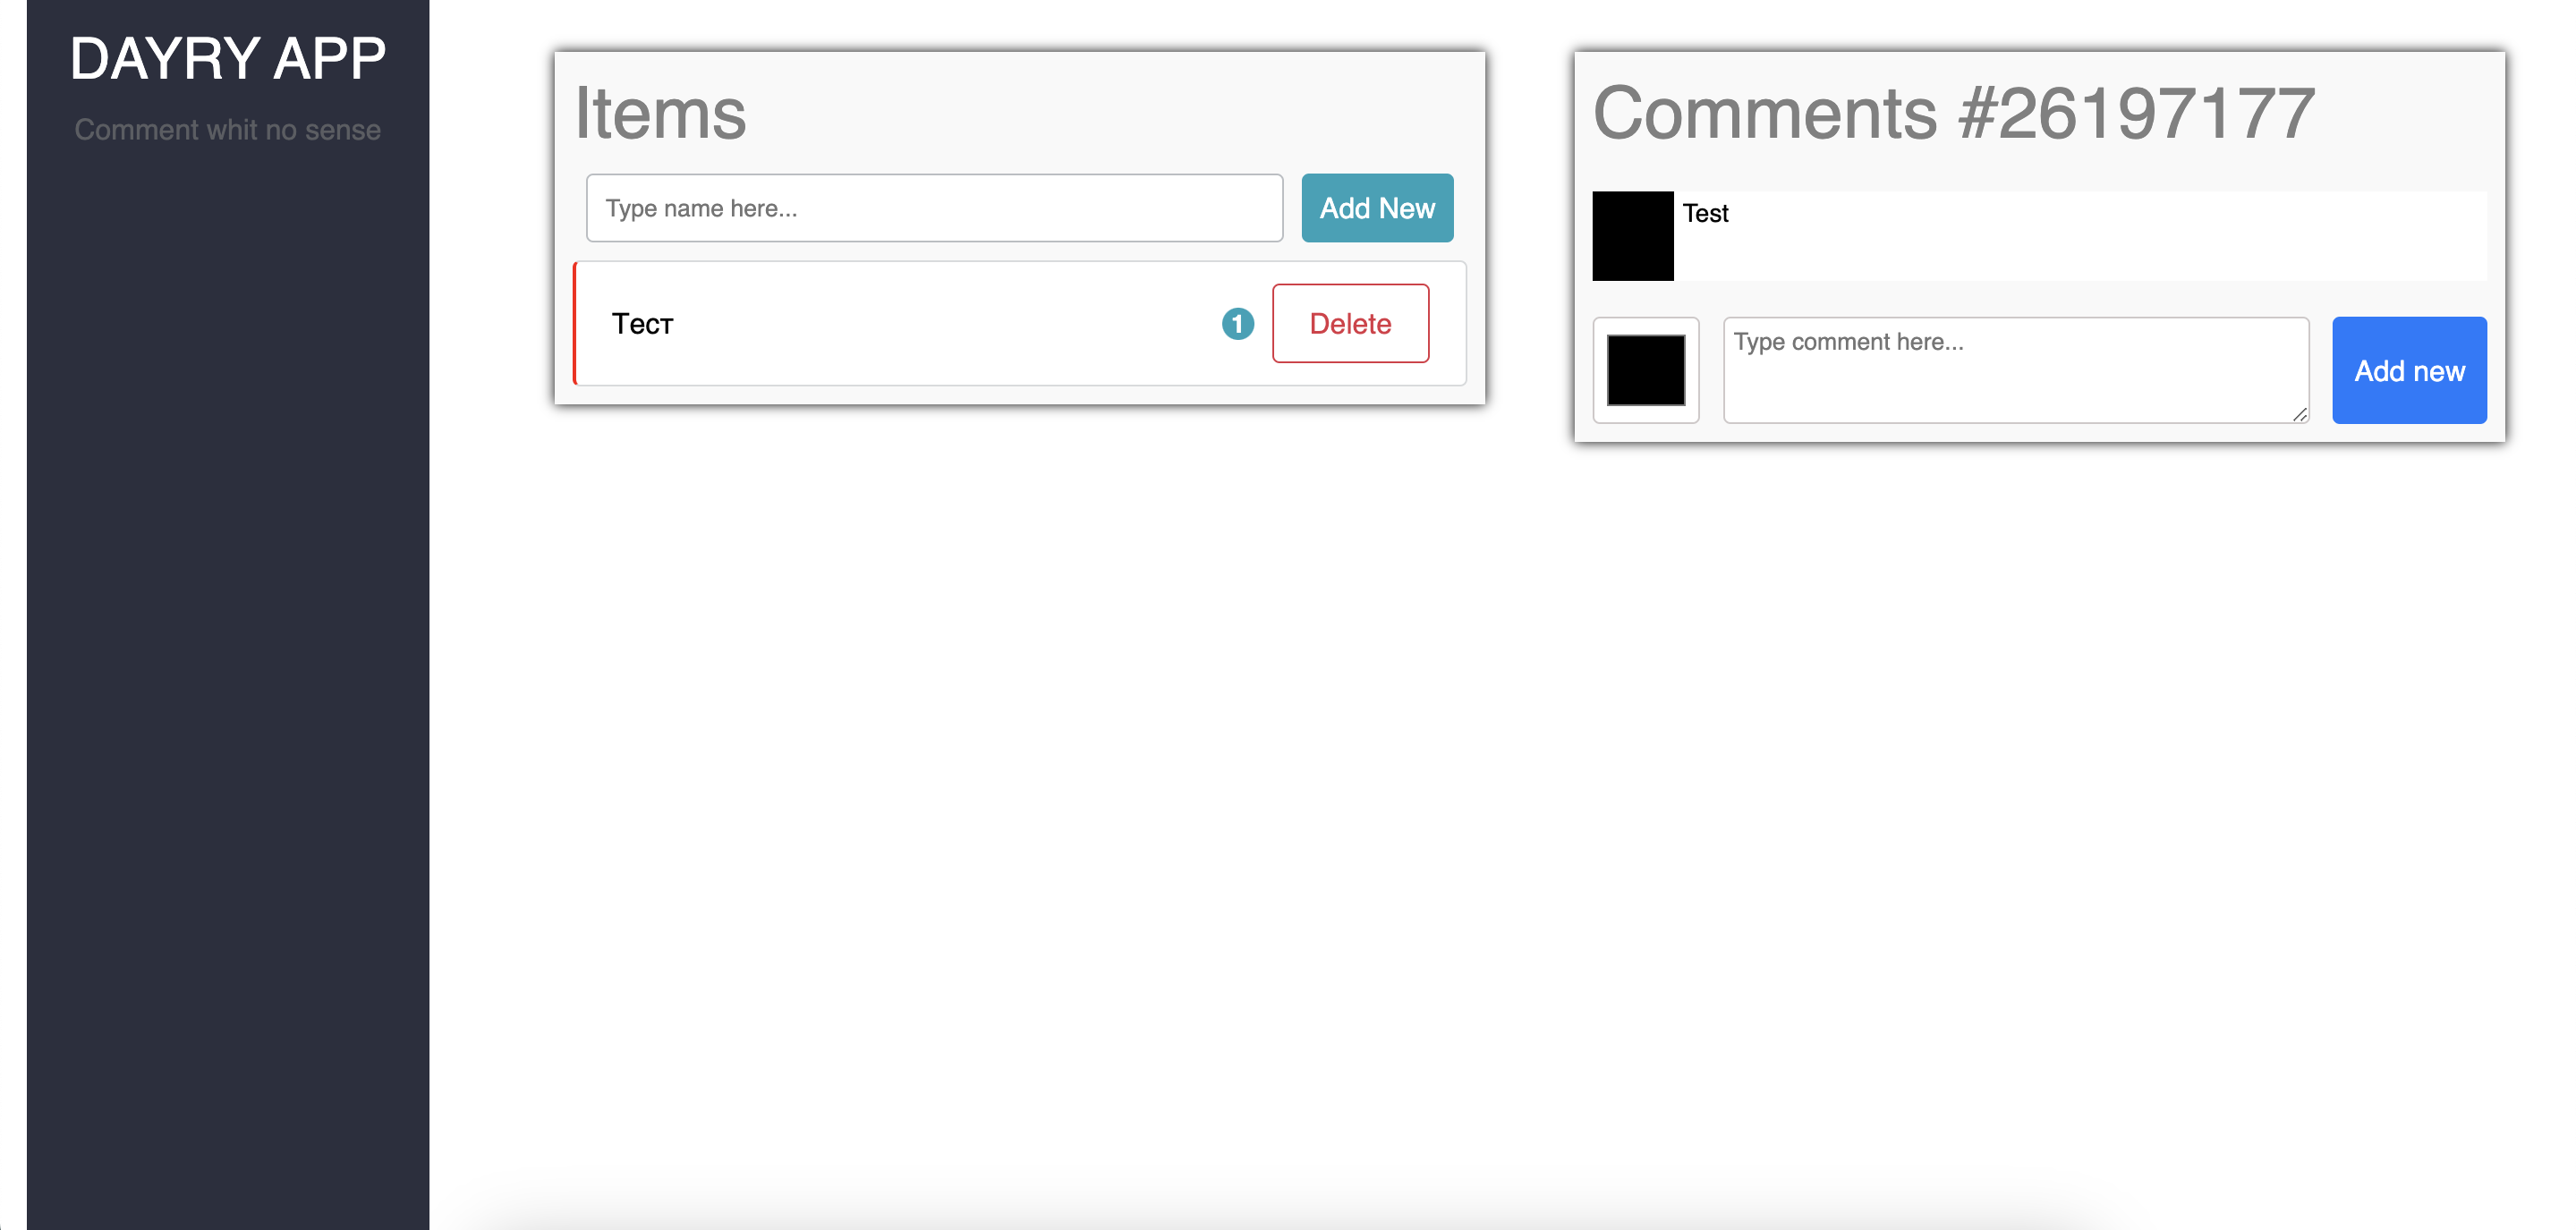 DAYRY APP
Comment whit no sense
Items
Type name here...
Add New
Тест
1
Delete
Comments #26197177
Test
Type comment here...
Add new